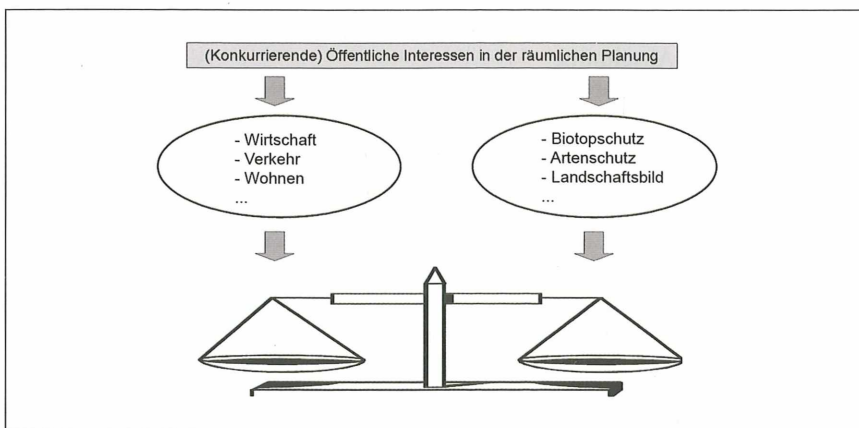 (Konkurrierende) Öffentliche Interessen in der räumlichen Planung
- Wirtschaft
- Verkehr
- Wohnen
...
- Biotopschutz
- Artenschutz
- Landschaftsbild
...